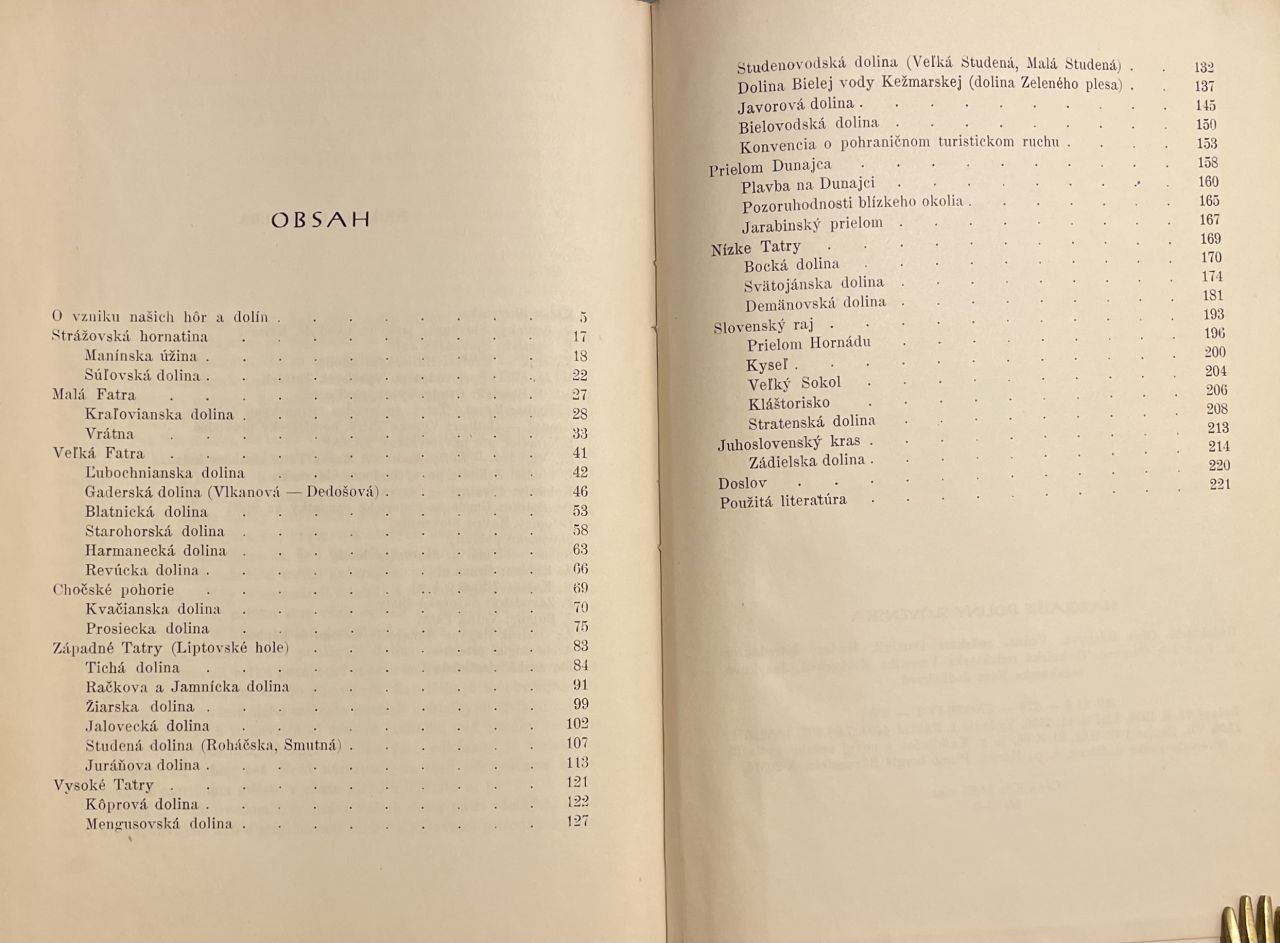 OBSAH
O vzniku našich hôr a dolín . . . . . . . 5
Strážovská hornatina . . . . . . . 17
Manínska úžina . . . . . . . 18
Súľovská dolina . . . . . . . 22
Malá Fatra . . . . . . . 27
Kraľovianska dolina . . . . . . . 28
Vrátna . . . . . . . 33
Veľká Fatra . . . . . . . 41
Ľubochnianska dolina . . . . . . 42
Gaderská dolina (Vlkanová — Dedošová) . . . . . 46
Blatnická dolina . . . . . . . 53
Starohorská dolina . . . . . . . 58
Harmanecká dolina . . . . . . . 63
Revúcka dolina . . . . . . . 66
Chočské pohorie . . . . . . . 69
Kvačianska dolina . . . . . . . 70
Prosiecka dolina . . . . . . . 75
Západné Tatry (Liptovské hole) . . . . . . 83
Tichá dolina . . . . . . . 84
Račkova a Jamnícka dolina . . . . . 91
Žiarska dolina . . . . . . . 99
Jalovecká dolina . . . . . . . 102
Studená dolina (Roháčska, Smutná) . . . . . 107
Juráňova dolina . . . . . . . 113
Vysoké Tatry . . . . . . . 121
Kôprová dolina . . . . . . . 122
Mengusovská dolina . . . . . . . 127
Studenovodská dolina (Veľká Studená, Malá Studená) . . 132
Dolina Bielej vody Kežmarskej (dolina Zeleného plesa) . . 137
Javorová dolina . . . . . . . 145
Bielovodská dolina . . . . . . . 150
Konvencia o pohraničnom turistickom ruchu . . . . 153
Prielom Dunajca . . . . . . . 158
Plavba na Dunajci . . . . . . . 160
Pozoruhodnosti blízkeho okolia . . . . . . 165
Jarabinský prielom . . . . . . . 167
Nízke Tatry . . . . . . . 169
Bocká dolina . . . . . . . 170
Svätojánska dolina . . . . . . . 174
Demänovská dolina . . . . . . . 181
Slovenský raj . . . . . . . 193
Prielom Hornádu . . . . . . . 196
Kyseľ . . . . . . . 200
Veľký Sokol . . . . . . . 204
Kláštorisko . . . . . . . 206
Stratenská dolina . . . . . . . 208
Juhoslovenský kras . . . . . . . 213
Zádielska dolina . . . . . . . 214
Doslov . . . . . . . 220
Použitá literatúra . . . . . . . 221